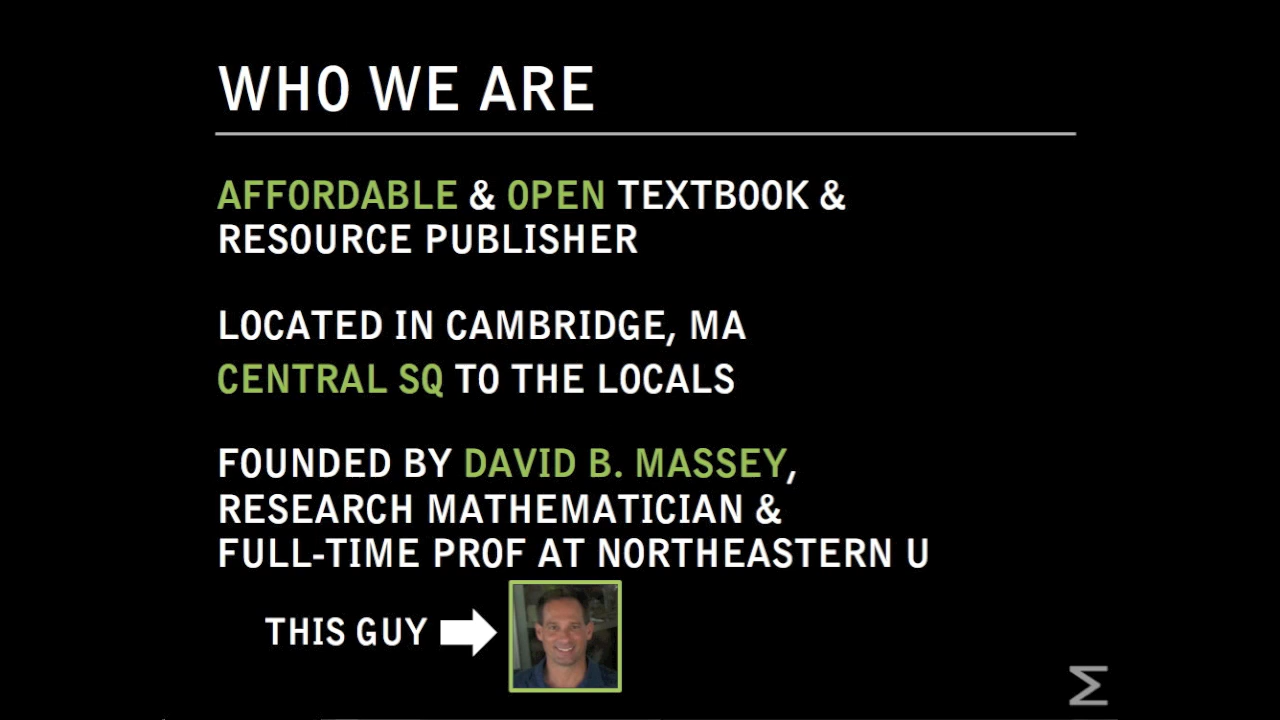 WHO WE ARE
AFFORDABLE & OPEN TEXTBOOK &
RESOURCE PUBLISHER
LOCATED IN CAMBRIDGE, MA
CENTRAL SQ TO THE LOCALS
FOUNDED BY DAVID B. MASSEY,
RESEARCH MATHEMATICIAN &
FULL-TIME PROF AT NORTHEASTERN U
THIS GUY
Σ